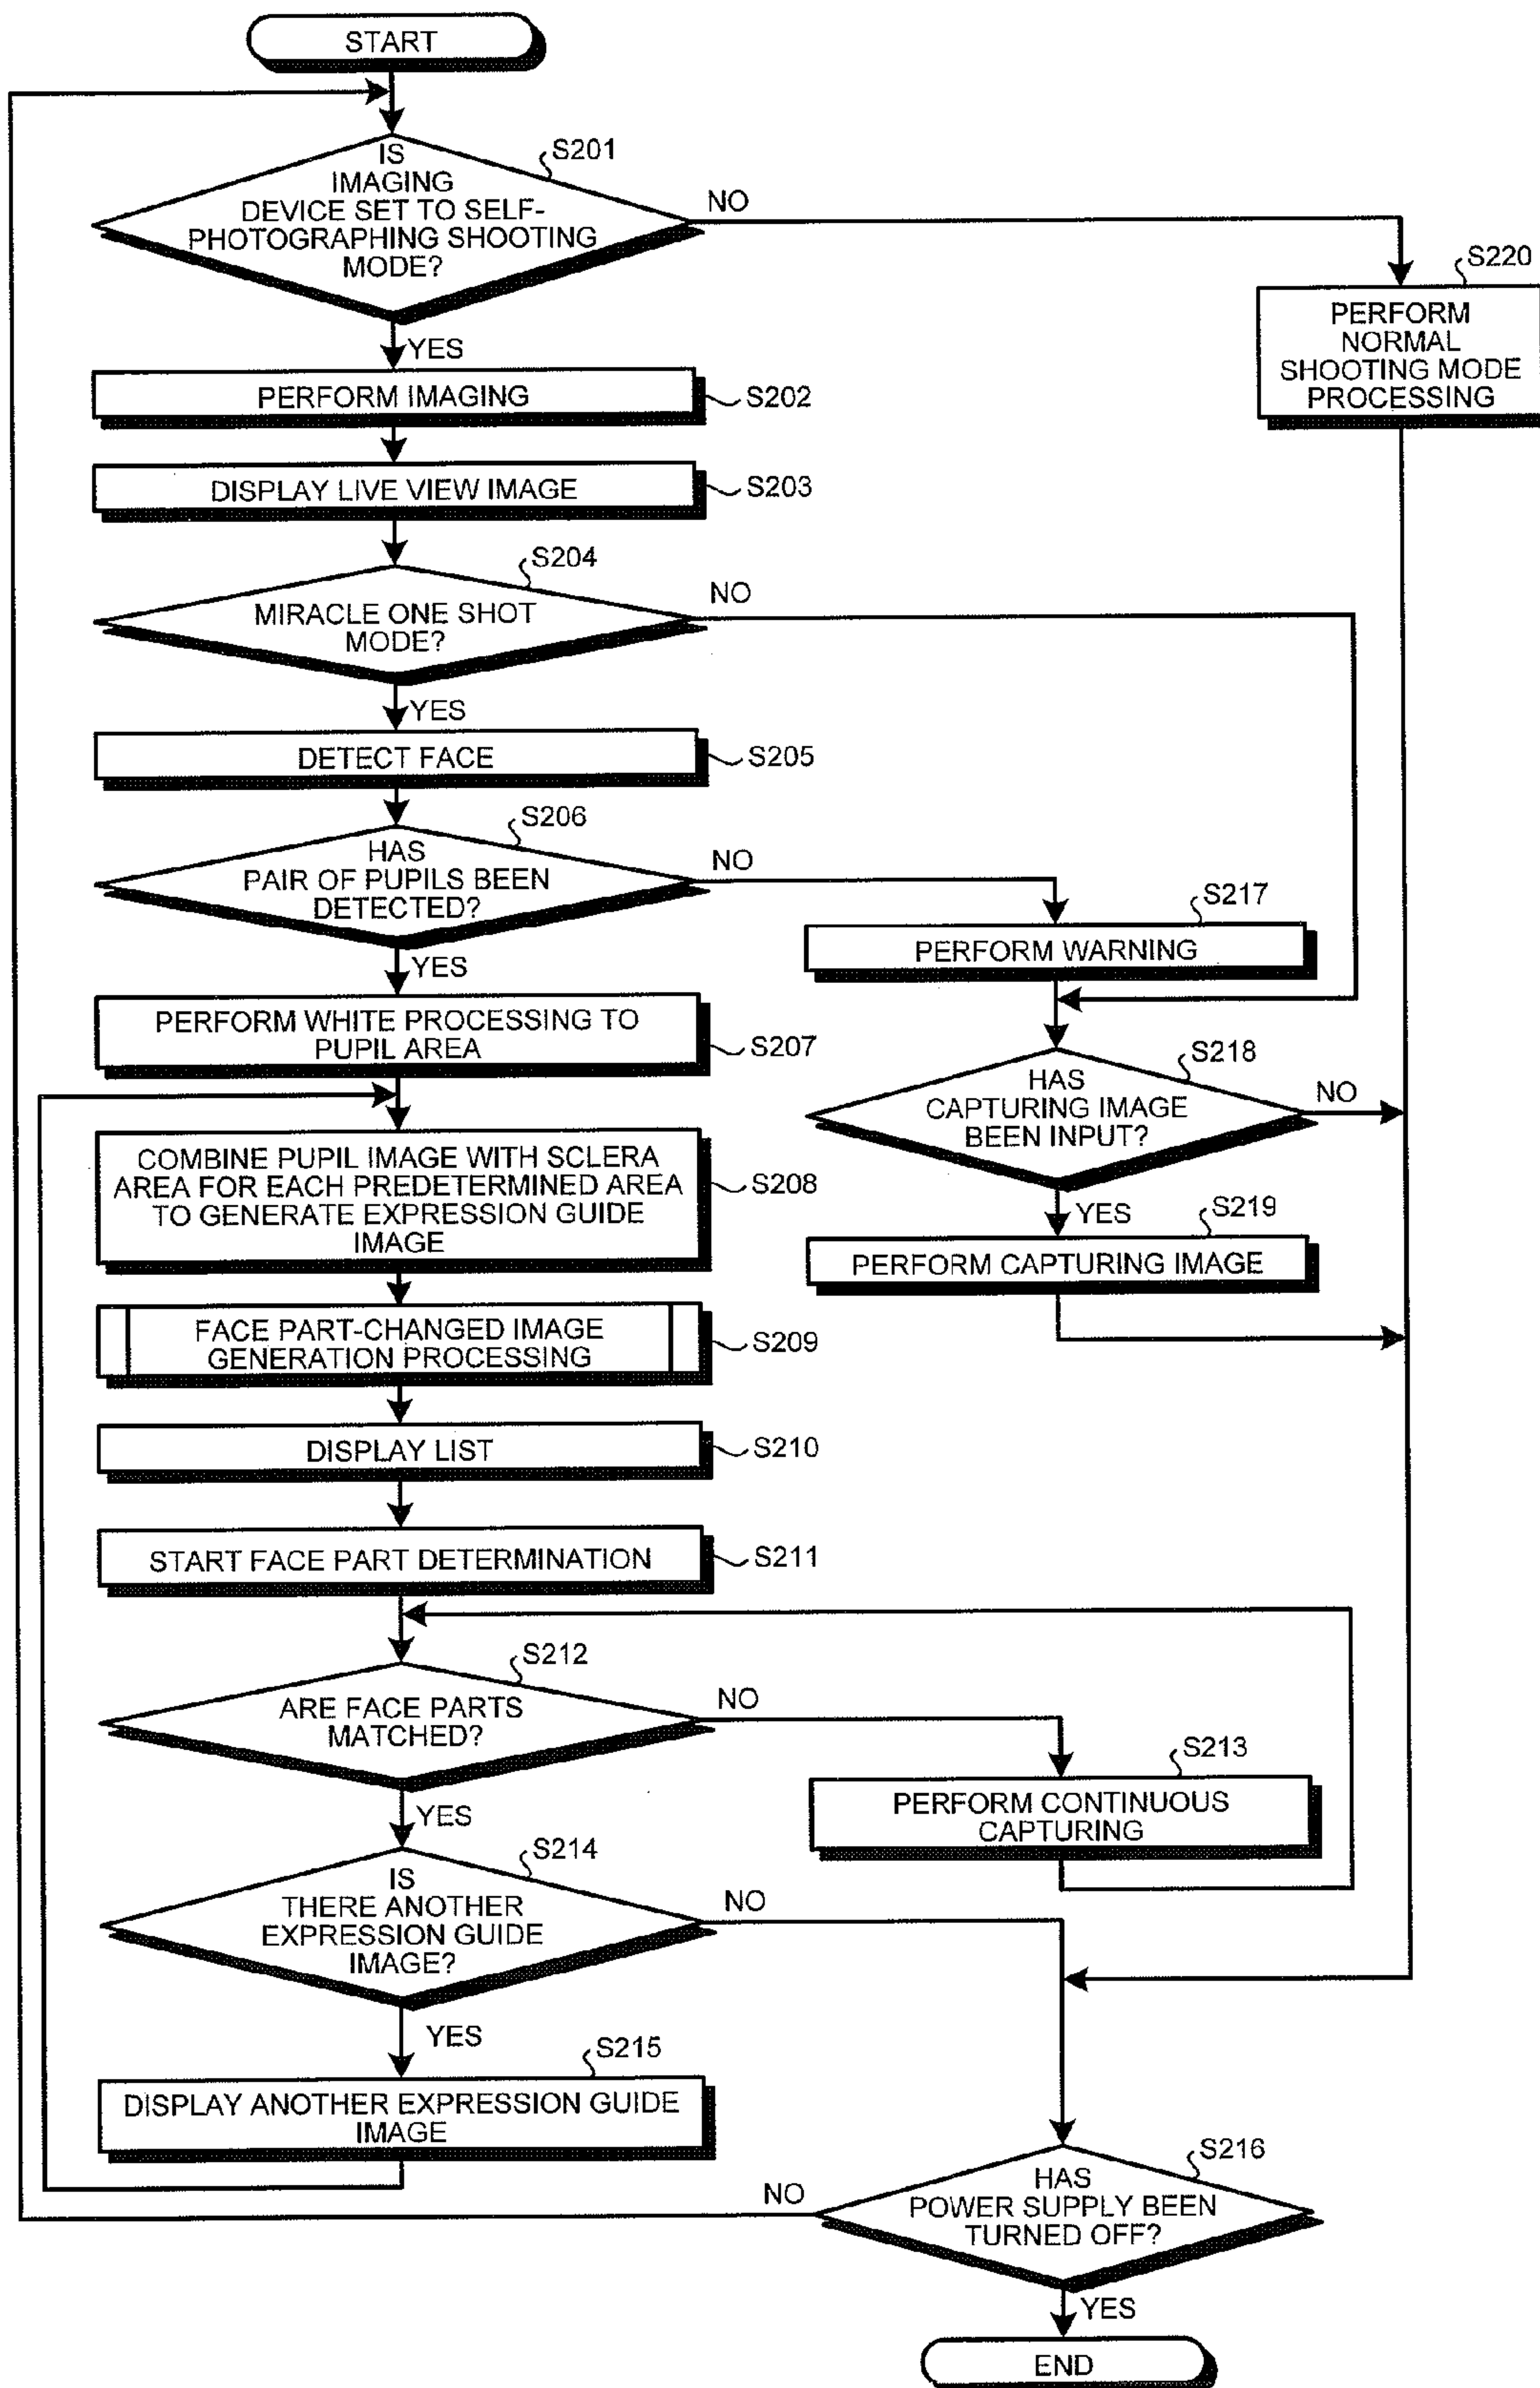 START
IS
IMAGING
DEVICE SET TO SELF-
PHOTOGRAPHING SHOOTING
MODE?
S201
NO
YES
S220
PERFORM
NORMAL
SHOOTING MODE
PROCESSING
PERFORM IMAGING
S202
DISPLAY LIVE VIEW IMAGE
S203
S204
MIRACLE ONE SHOT
MODE?
NO
YES
DETECT FACE
S205
S206
HAS
PAIR OF PUPILS BEEN
DETECTED?
NO
YES
S217
PERFORM WARNING
PERFORM WHITE PROCESSING TO
PUPIL AREA
S207
S218
HAS
CAPTURING IMAGE
BEEN INPUT?
NO
YES
COMBINE PUPIL IMAGE WITH SCLERA
AREA FOR EACH PREDETERMINED AREA
TO GENERATE EXPRESSION GUIDE
IMAGE
S208
S219
PERFORM CAPTURING IMAGE
FACE PART-CHANGED IMAGE
GENERATION PROCESSING
S209
DISPLAY LIST
S210
START FACE PART DETERMINATION
S211
S212
ARE FACE PARTS
MATCHED?
NO
YES
S213
PERFORM CONTINUOUS
CAPTURING
S214
IS
THERE ANOTHER
EXPRESSION GUIDE
IMAGE?
NO
YES
S215
DISPLAY ANOTHER EXPRESSION GUIDE
IMAGE
S216
HAS
POWER SUPPLY BEEN
TURNED OFF?
NO
YES
END